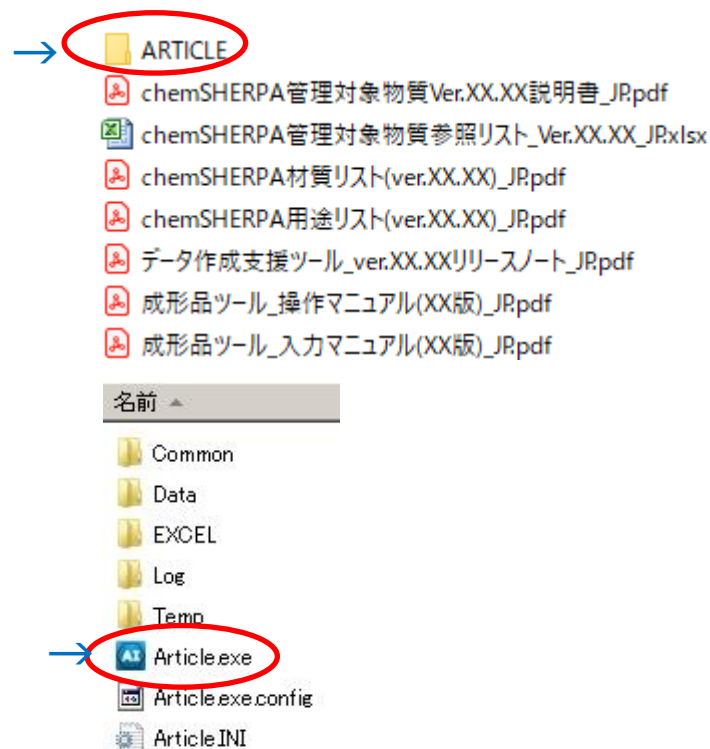 ARTICLE
chemSHERPA管理対象物質Ver.XX.XX説明書_JP.pdf
chemSHERPA管理対象物質参照リスト_Ver.XX.XX_JP.xlsx
chemSHERPA材質リスト(ver.XX.XX)_JP.pdf
chemSHERPA用途リスト(ver.XX.XX)_JP.pdf
データ作成支援ツール_ver.XX.XXリリースノート_JP.pdf
成形品ツール_操作マニュアル(XX版)_JP.pdf
成形品ツール_入力マニュアル(XX版)_JP.pdf
名前
Common
Data
EXCEL
Log
Temp
AI Article.exe
Article.exe.config
Article.INI